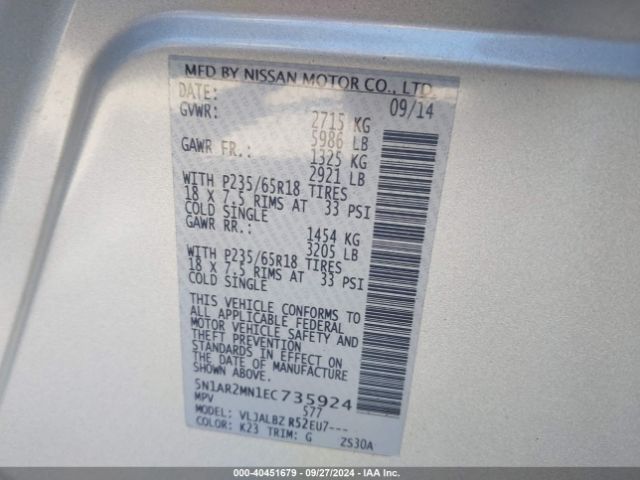 MFD BY NISSAN MOTOR CO., LTD.
DATE: 09/14
GVWR: 2715 KG
5986 LB
GAWR FR.: 1325 KG
2921 LB
WITH P235/65R18 TIRES
18 X 7.5 RIMS AT 33 PSI
COLD SINGLE
GAWR RR.: 1454 KG
3205 LB
WITH P235/65R18 TIRES
18 X 7.5 RIMS AT 33 PSI
COLD SINGLE
THIS VEHICLE CONFORMS TO
ALL APPLICABLE FEDERAL
MOTOR VEHICLE SAFETY AND
THEFT PREVENTION
STANDARDS IN EFFECT ON
THE DATE OF MANUFACTURE
SHOWN ABOVE.
5N1AR2MN1EC735924
MPV 577
MODEL: VLJALBZ R52EU7---
COLOR: K23 TRIM: G ZS30A
000-40451679 - 09/27/2024 - IAA Inc.